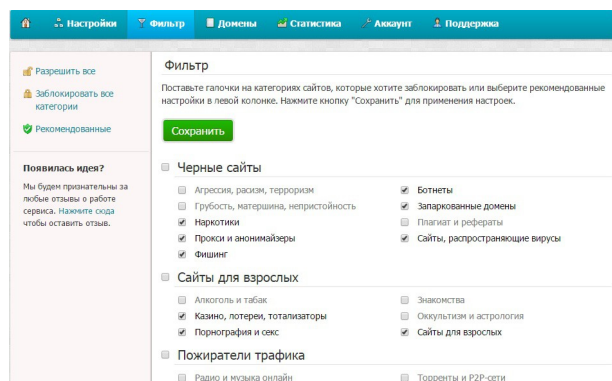 Настройки Фильтр Домены Статистика Аккаунт Поддержка
Разрешить все
Заблокировать все
категории
Рекомендованные
Появилась идея?
Мы будем признательны за
любые отзывы о работе
сервиса. Нажмите сюда
чтобы оставить отзыв.
Фильтр
Поставьте галочки на категориях сайтов, которые хотите заблокировать или выберите рекомендованные
настройки в левой колонке. Нажмите кнопку "Сохранить" для применения настроек.
Сохранить
Черные сайты
Агрессия, расизм, терроризм Ботнеты
Грубость, матершина, непристойность Запаркованные домены
Наркотики Плагиат и рефераты
Прокси и анонимайзеры Сайты, распространяющие вирусы
Фишинг
Сайты для взрослых
Алкоголь и табак Знакомства
Казино, лотереи, тотализаторы Оккультизм и астрология
Порнография и секс Сайты для взрослых
Пожиратели трафика
Радио и музыка онлайн Торренты и P2P-сети